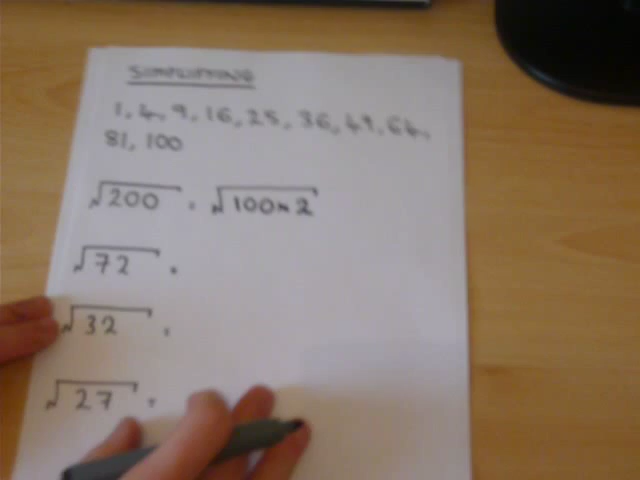 SIMPLIFYING
1, 4, 9, 16, 25, 36, 49, 64,
81, 100
√200 = √100×2
√72 =
√32 =
√27 =